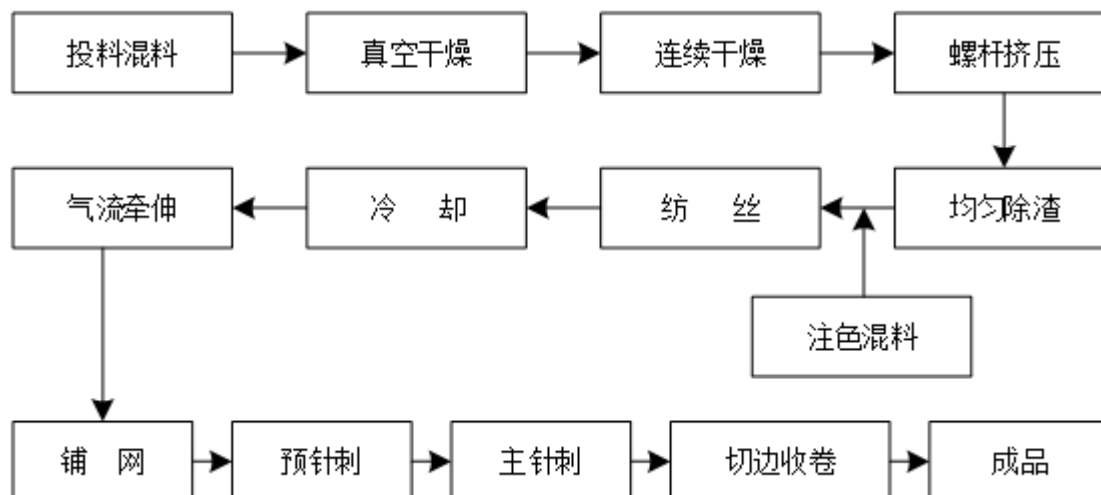 投料混料
真空干燥
连续干燥
螺杆挤压
气流牵伸
冷 却
纺 丝
均匀除渣
注色混料
铺 网
预针刺
主针刺
切边收卷
成品